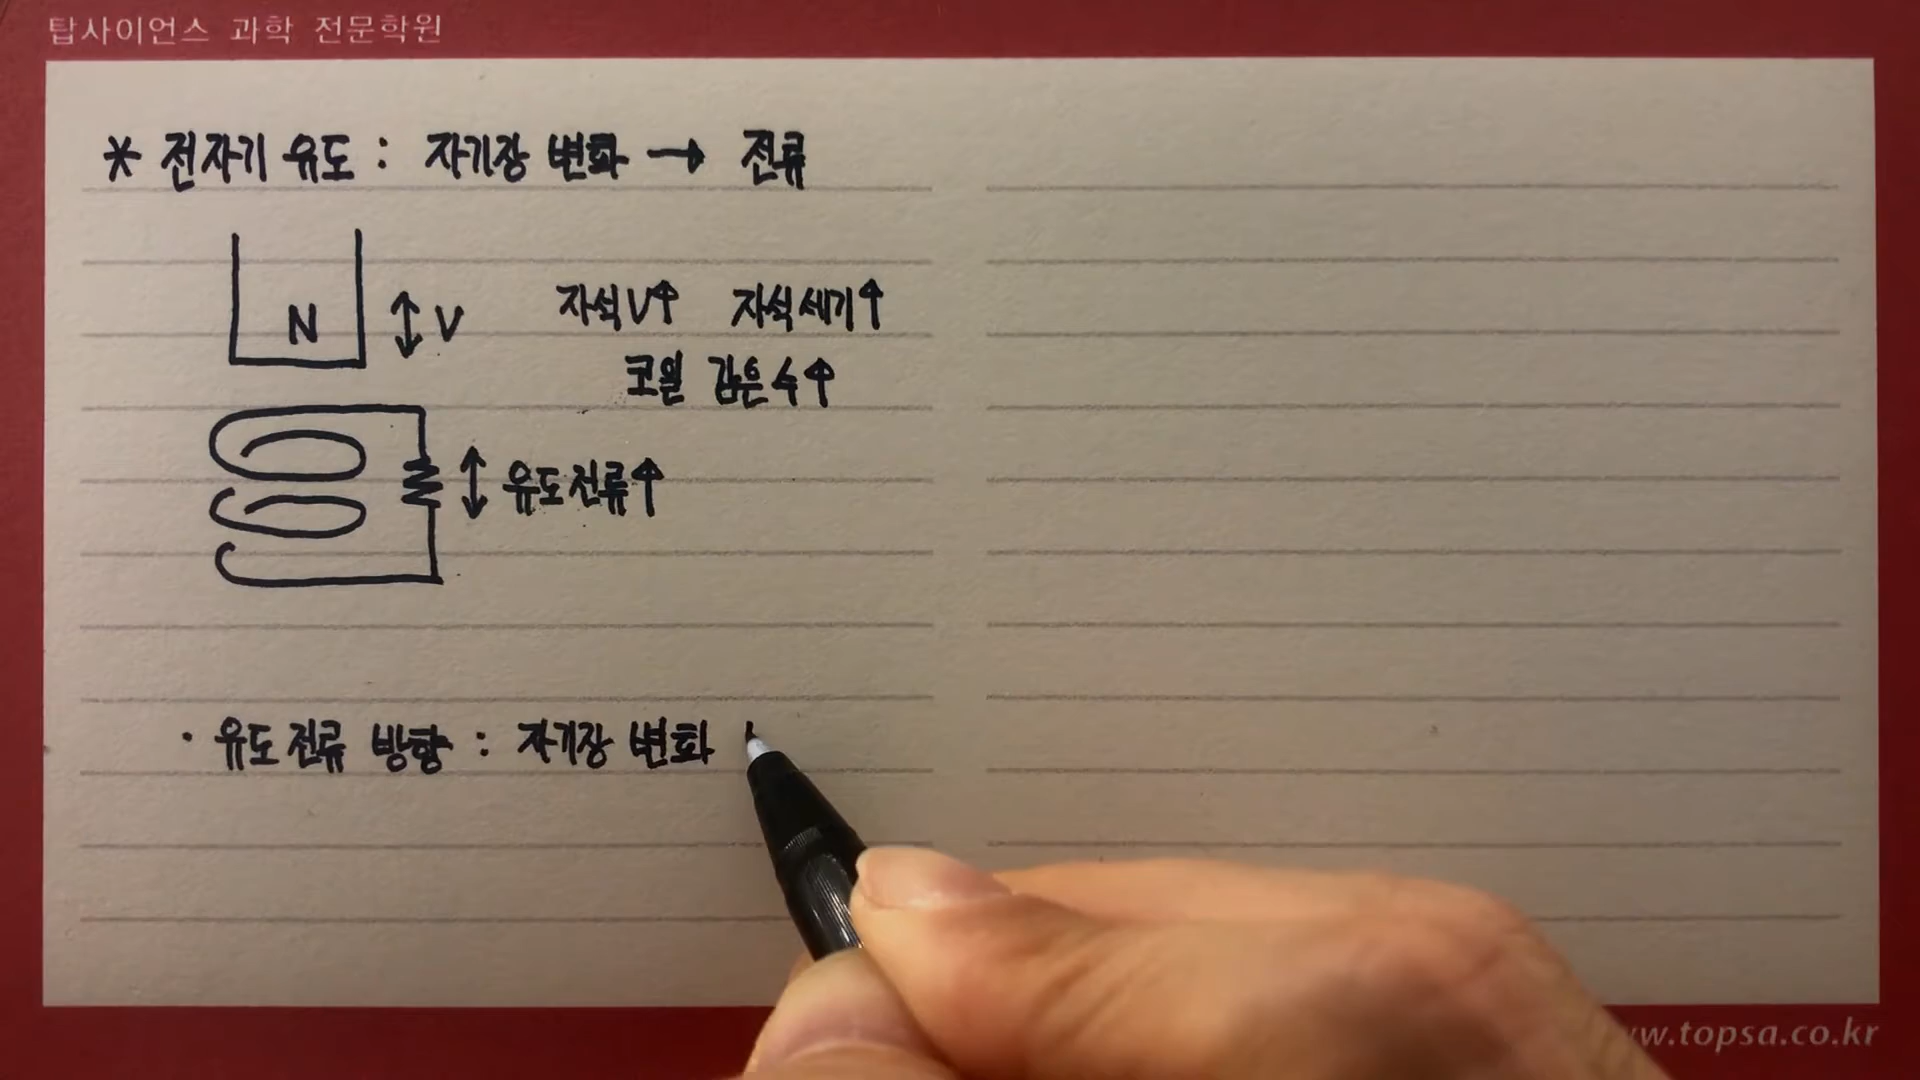 탑사이언스 과학 전문학원
* 전자기 유도 : 자기장 변화 → 전류
N
↕ V
자석 V↑ 자석 세기↑
코일 감은 수↑
↕ 유도 전류↑
· 유도 전류 방향 : 자기장 변화
www.topsa.co.kr